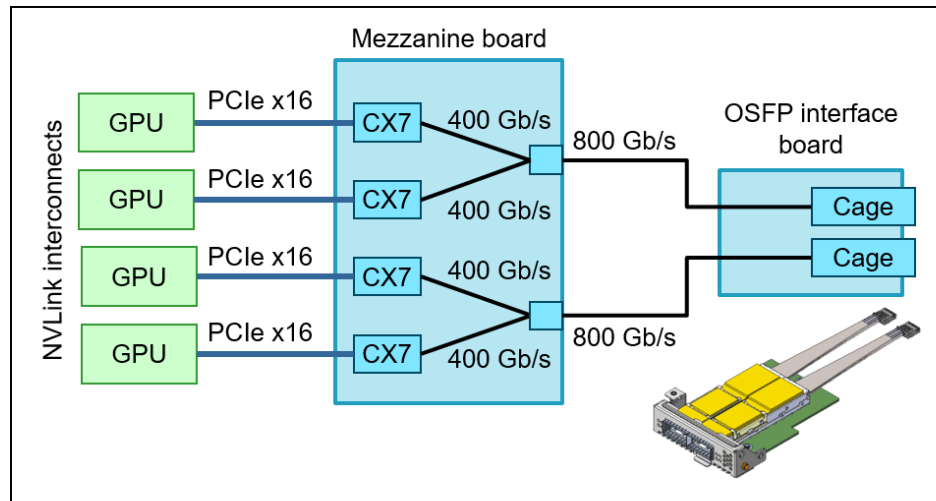 Mezzanine board
NVLink interconnects
GPU
PCIe x16
CX7
400 Gb/s
800 Gb/s
OSFP interface
board
GPU
PCIe x16
CX7
400 Gb/s
Cage
Cage
GPU
PCIe x16
CX7
400 Gb/s
800 Gb/s
GPU
PCIe x16
CX7
400 Gb/s